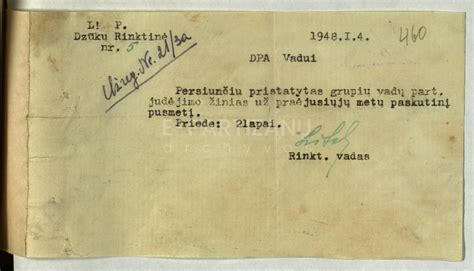 L! P.
Dzūkų Rinktinė
nr. 5
1948.I.4.
460
Nr. 21/3a
DPA Vadui
Persiunčiu pristatytas grupių vadų part.
judėjimo žinias už praėjusiųjų metų paskutinį
pusmetį.
Priede: 2lapai.
Rinkt. vadas